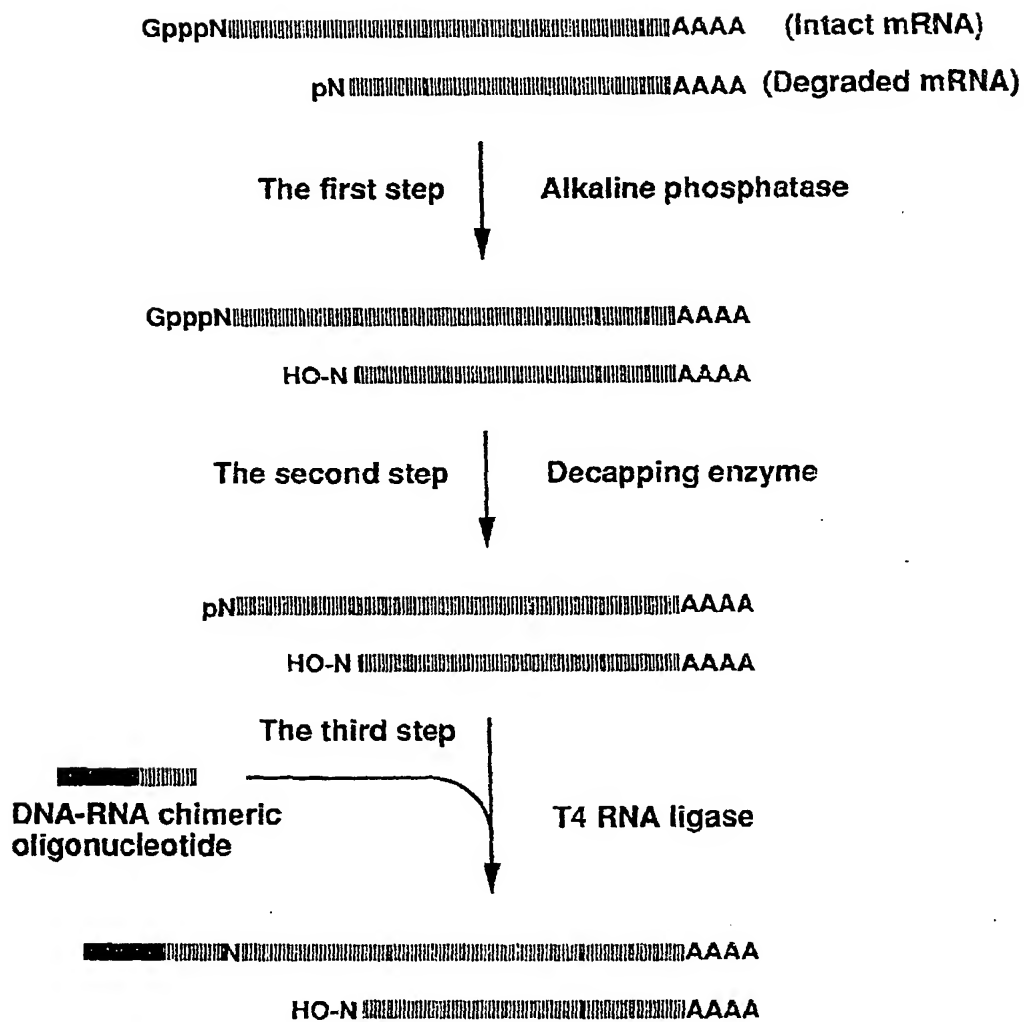 GpppN AAAA (Intact mRNA)
pN AAAA (Degraded mRNA)
The first step Alkaline phosphatase
GpppN AAAA
HO-N AAAA
The second step Decapping enzyme
pN AAAA
HO-N AAAA
The third step
DNA-RNA chimeric
oligonucleotide
T4 RNA ligase
N AAAA
HO-N AAAA